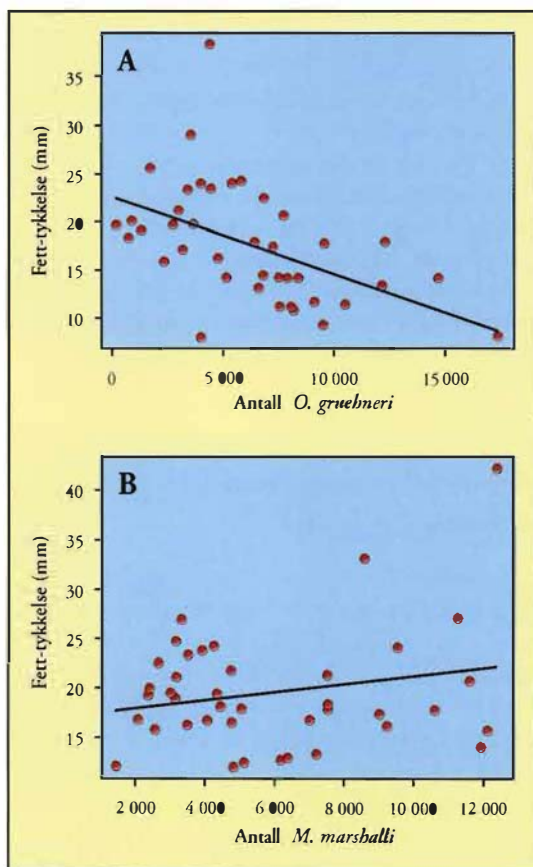 A
Fett-tykkelse (mm)
35
30
25
20
15
10
0 5 000 10 000 15 000
Antall O. gruehneri
B
Fett-tykkelse (mm)
40
35
30
25
20
15
2 000 4 000 6 000 8 000 10 000 12 000
Antall M. marshalli